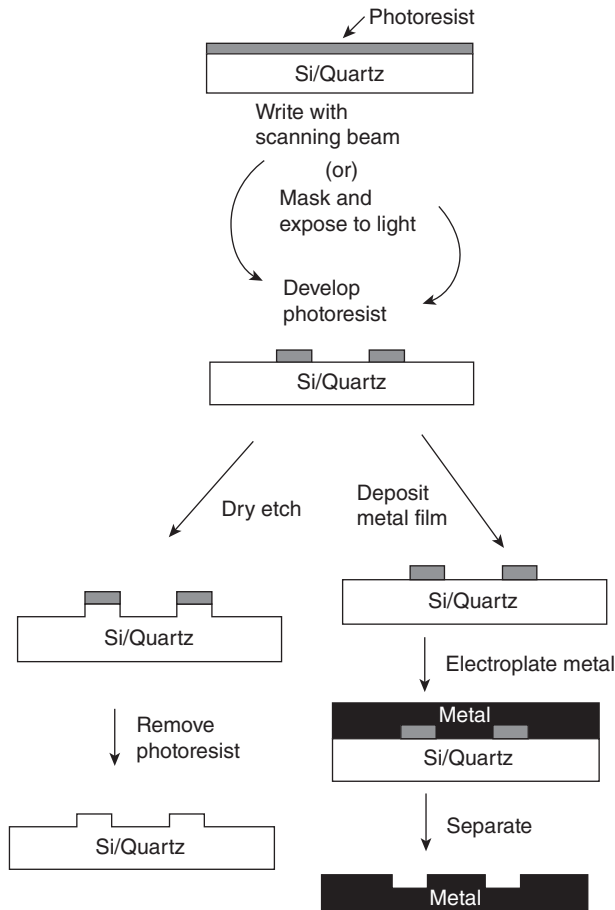 Photoresist
Si/Quartz
Write with
scanning beam
(or)
Mask and
expose to light
Develop
photoresist
Si/Quartz
Dry etch
Deposit
metal film
Si/Quartz
Remove
photoresist
Si/Quartz
Si/Quartz
Electroplate metal
Metal
Si/Quartz
Separate
Metal